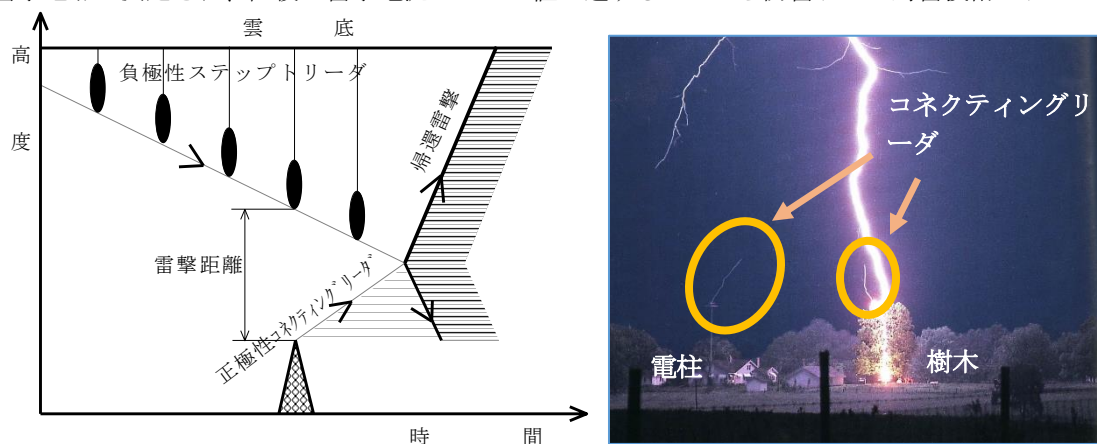 雲 底
高
度
負極性ステップトリーダ
帰還雷撃
雷撃距離
正極性コネクティングリーダ
時 間
コネクティングリ
ーダ
電柱
樹木